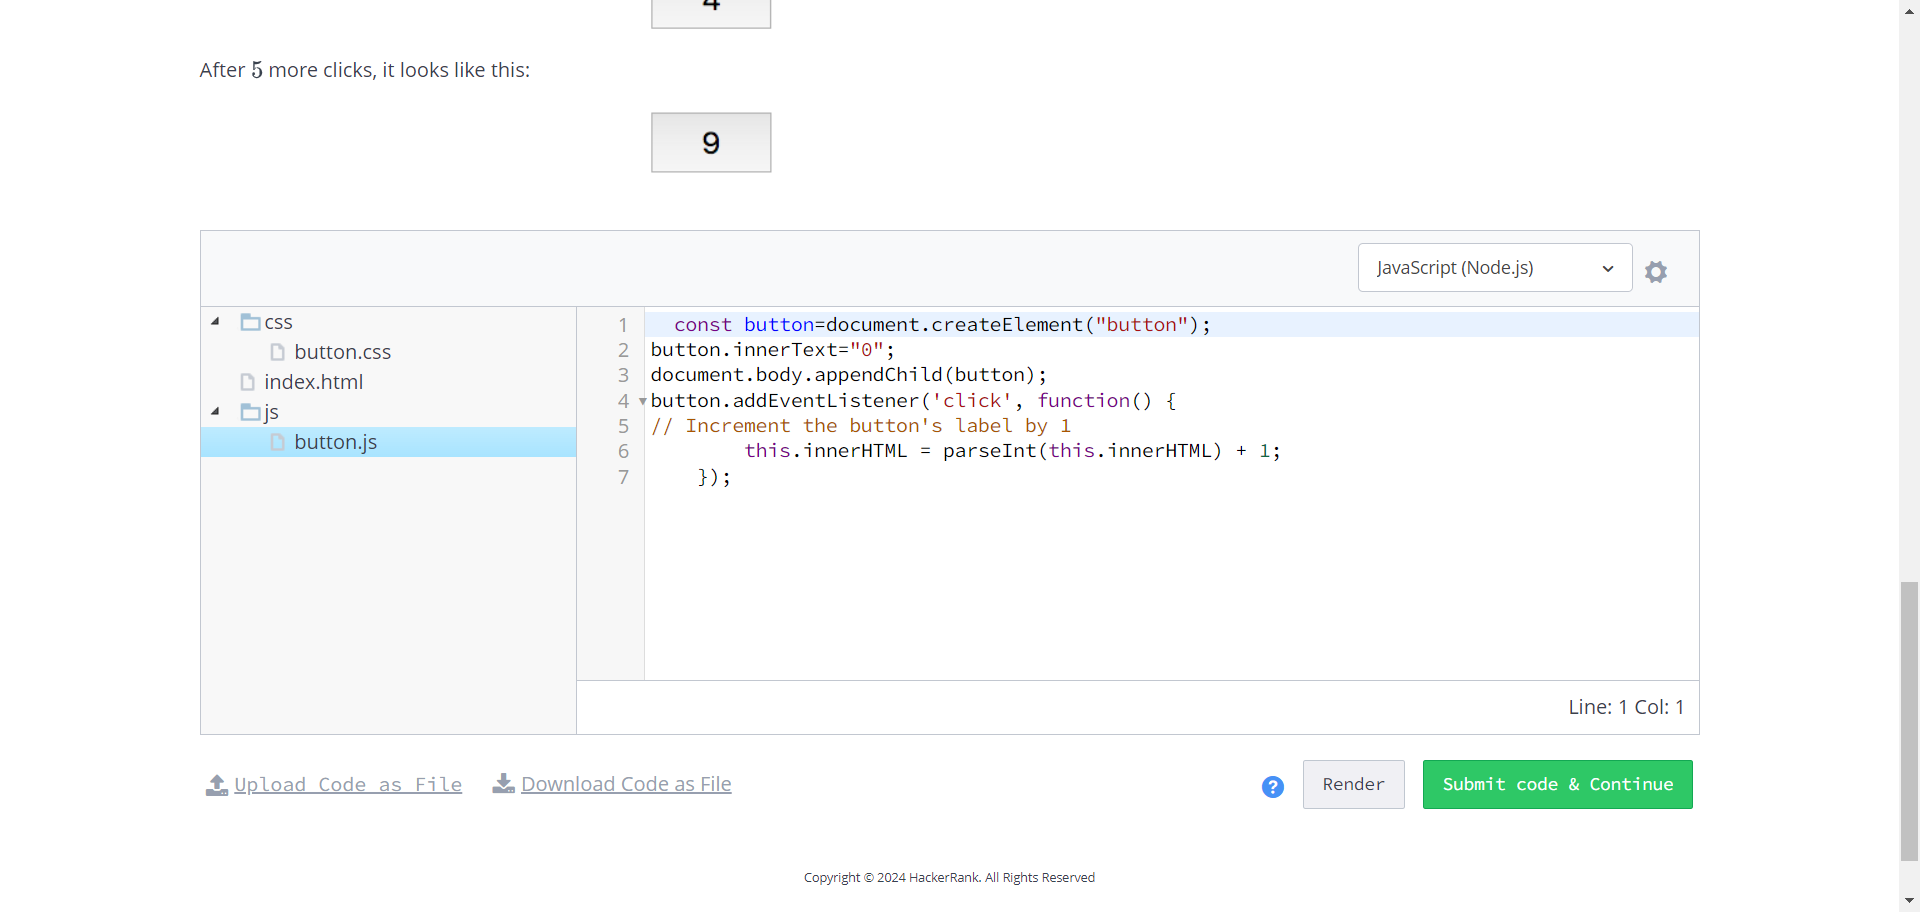 4
After 5 more clicks, it looks like this:
9
JavaScript (Node.js)
css
button.css
index.html
js
button.js
1 const button=document.createElement("button");
2 button.innerText="0";
3 document.body.appendChild(button);
4 button.addEventListener('click', function() {
5 // Increment the button's label by 1
6 this.innerHTML = parseInt(this.innerHTML) + 1;
7 });
Line: 1 Col: 1
Upload Code as File
Download Code as File
?
Render
Submit code & Continue
Copyright © 2024 HackerRank. All Rights Reserved